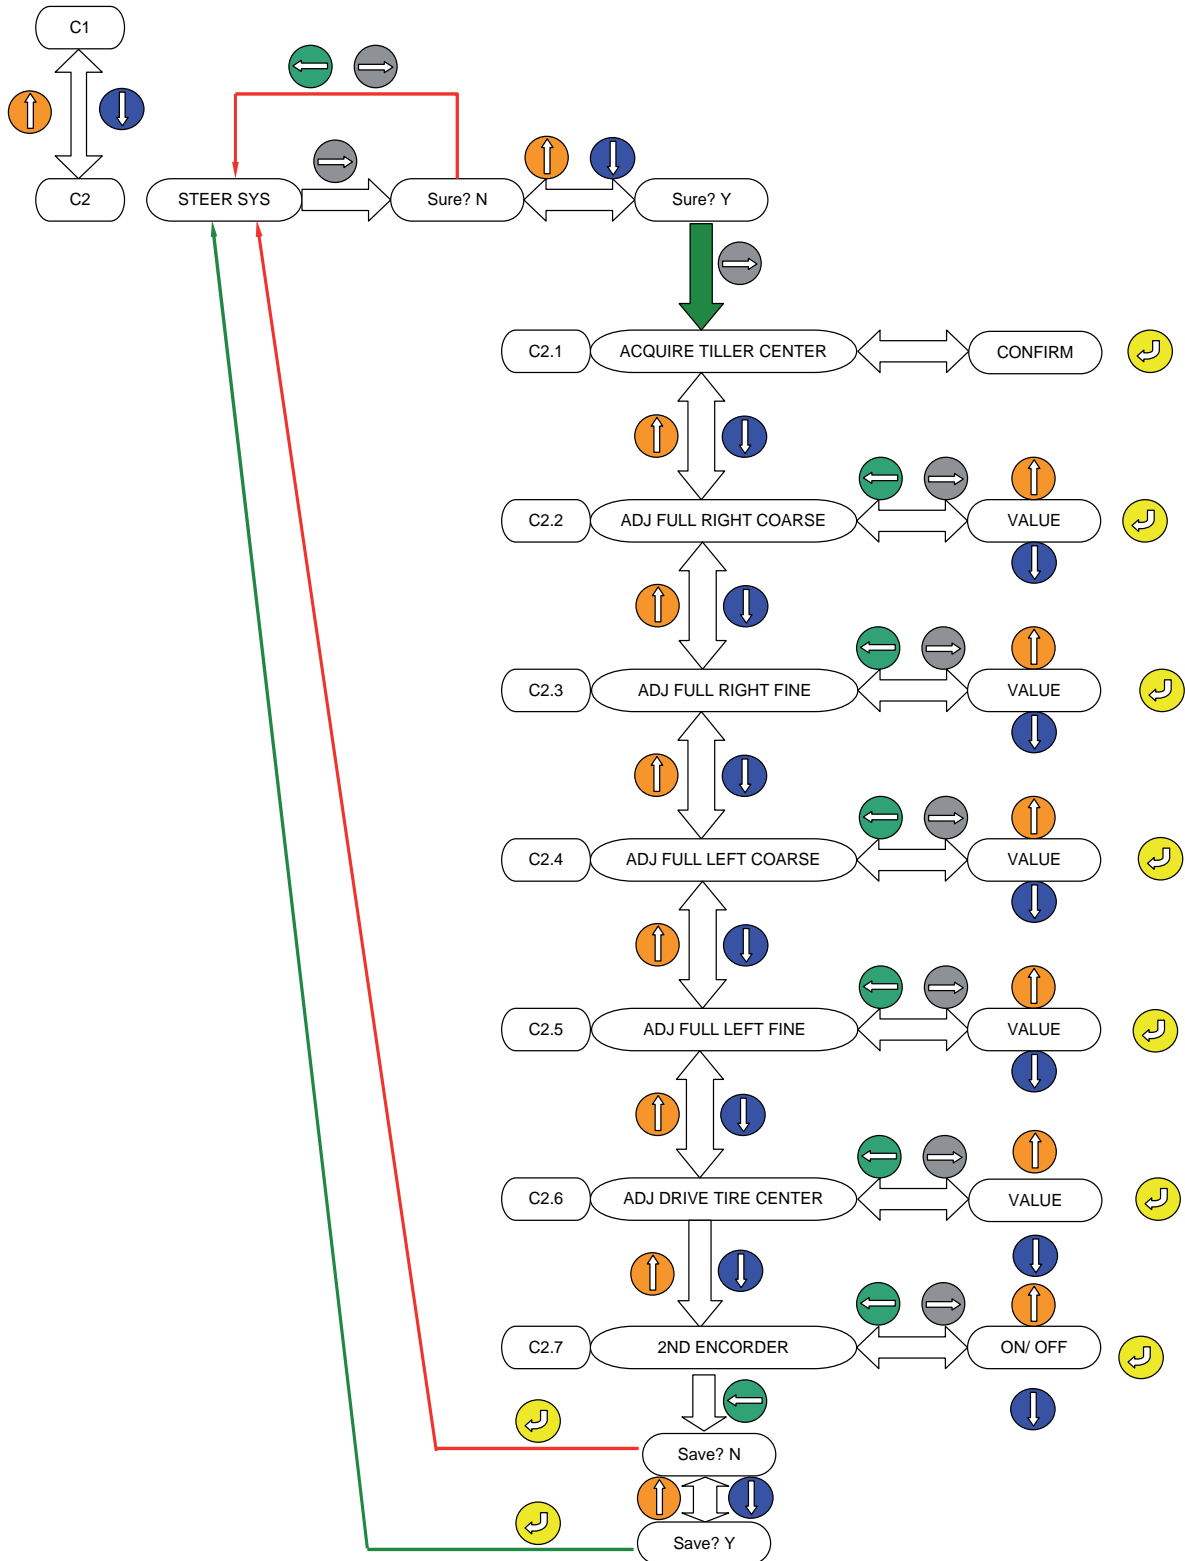 C1
C2
STEER SYS
Sure? N
Sure? Y
C2.1
ACQUIRE TILLER CENTER
CONFIRM
C2.2
ADJ FULL RIGHT COARSE
VALUE
C2.3
ADJ FULL RIGHT FINE
VALUE
C2.4
ADJ FULL LEFT COARSE
VALUE
C2.5
ADJ FULL LEFT FINE
VALUE
C2.6
ADJ DRIVE TIRE CENTER
VALUE
C2.7
2ND ENCORDER
ON/ OFF
Save? N
Save? Y